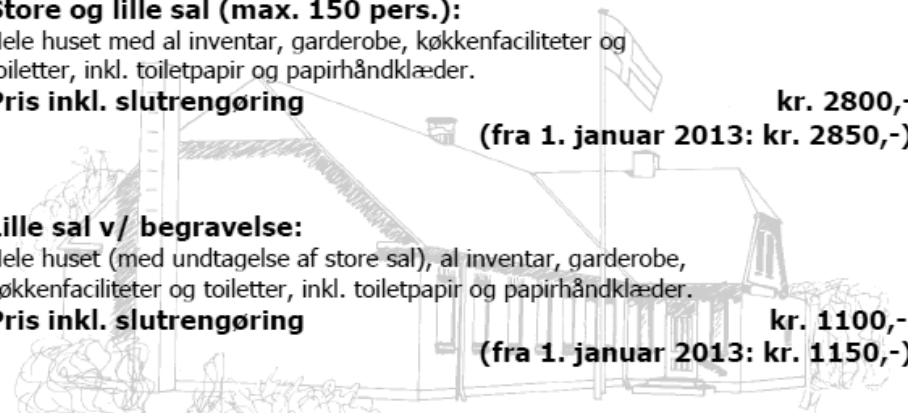 Store og lille sal (max. 150 pers.):
Hele huset med al inventar, garderobe, køkkenfaciliteter og
toiletter, inkl. toiletpapir og papirhåndklæder.
Pris inkl. slutrengøring kr. 2800,-
(fra 1. januar 2013: kr. 2850,-)
Lille sal v/ begravelse:
Hele huset (med undtagelse af store sal), al inventar, garderobe,
køkkenfaciliteter og toiletter, inkl. toiletpapir og papirhåndklæder.
Pris inkl. slutrengøring kr. 1100,-
(fra 1. januar 2013: kr. 1150,-)